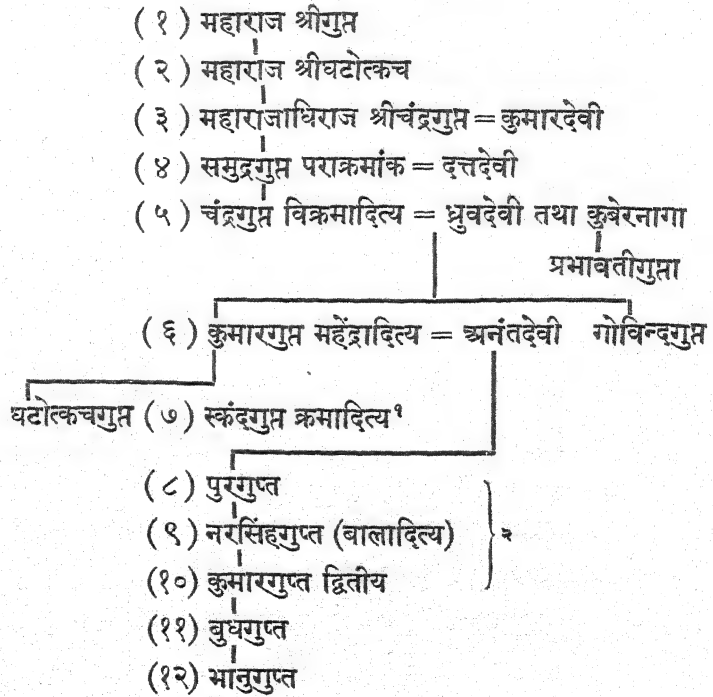 (१) महाराज श्रीगुप्त
(२) महाराज श्रीघटोत्कच
(३) महाराजाधिराज श्रीचंद्रगुप्त = कुमारदेवी
(४) समुद्रगुप्त पराक्रमांक = दत्तदेवी
(५) चंद्रगुप्त विक्रमादित्य = ध्रुवदेवी तथा कुबेरनागा
प्रभावतीगुप्ता
(६) कुमारगुप्त महेंद्रादित्य = अनंतदेवी गोविन्दगुप्त
घटोत्कचगुप्त (७) स्कंदगुप्त क्रमादित्य¹
(८) पुरगुप्त
(९) नरसिंहगुप्त (बालादित्य) २
(१०) कुमारगुप्त द्वितीय
(११) बुधगुप्त
(१२) भानुगुप्त